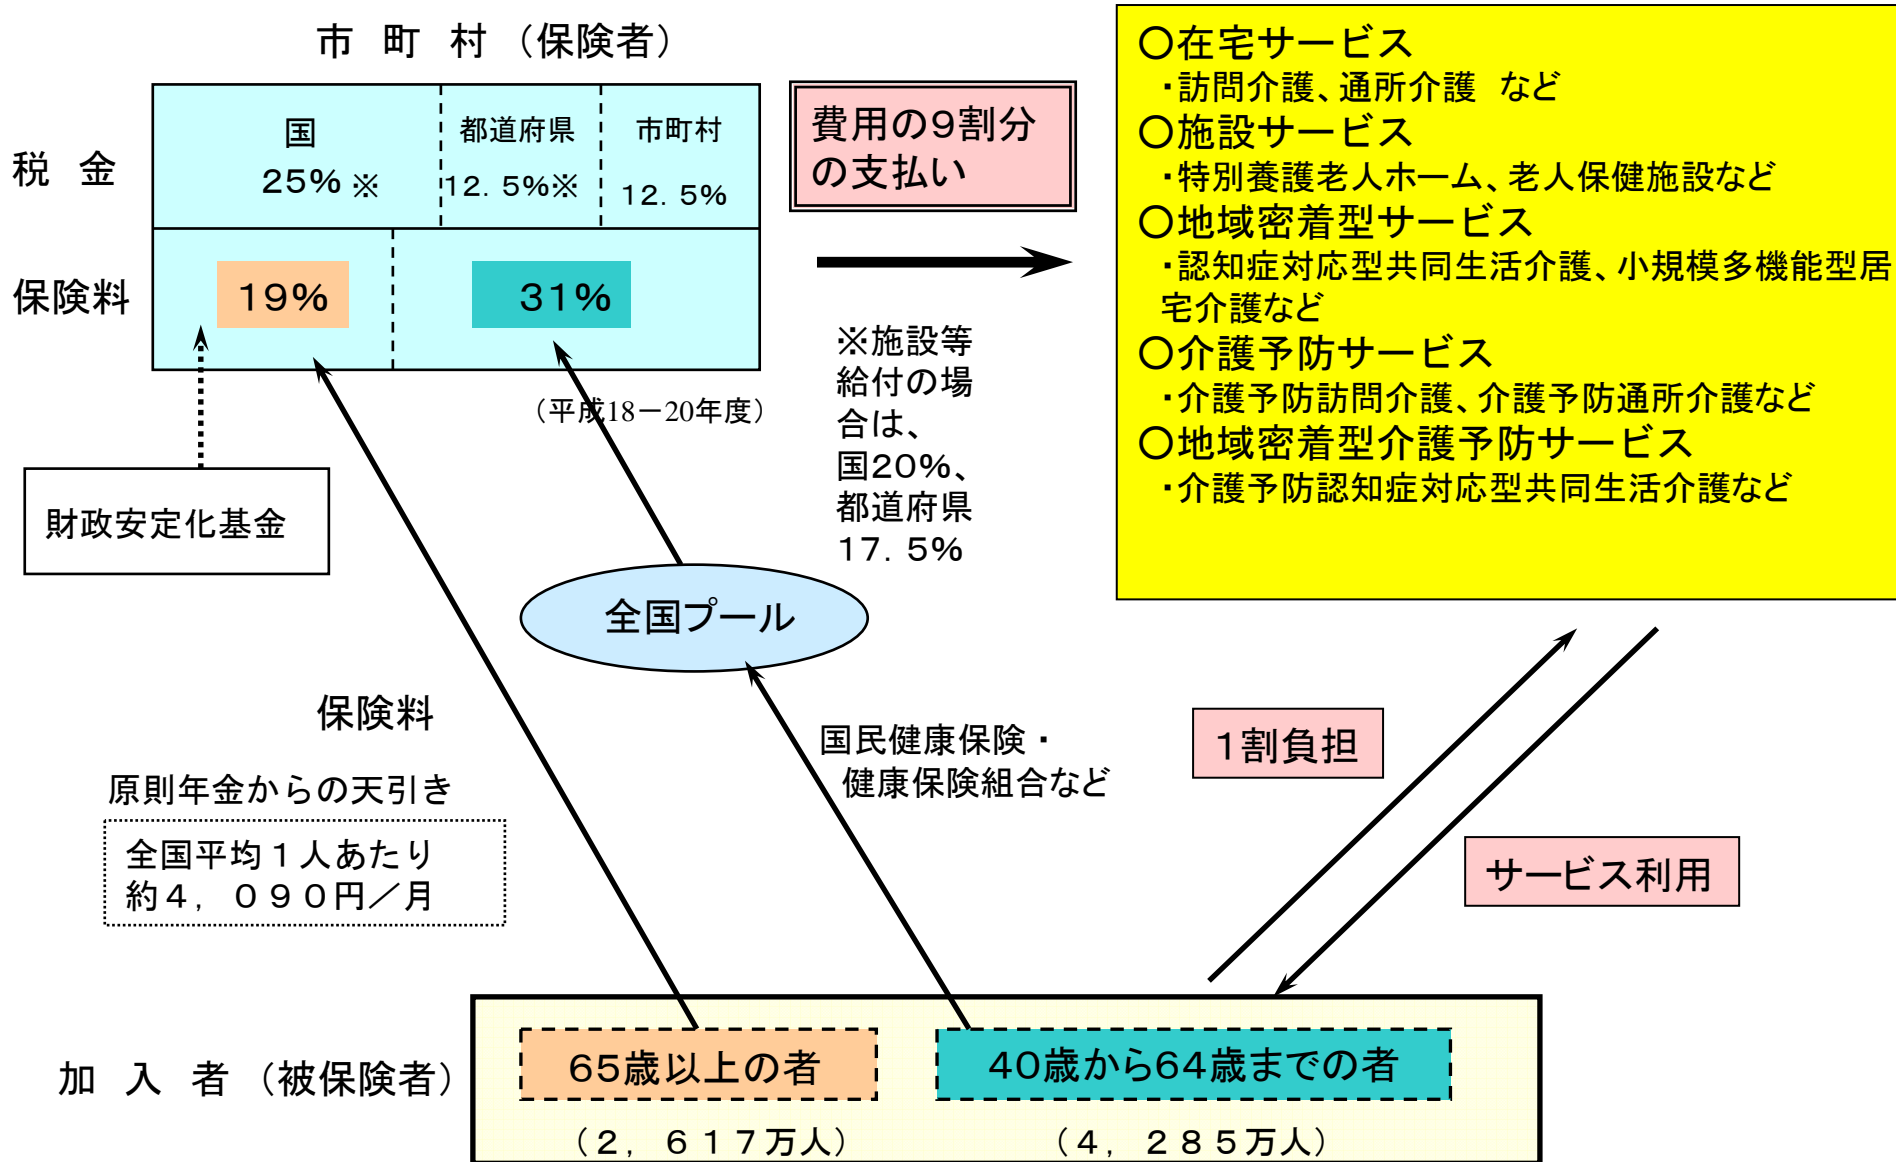 市 町 村 （保険者）
税 金
国
25% ※
都道府県
12．5%※
市町村
12．5%
保険料
19%
31%
（平成18－20年度）
財政安定化基金
費用の9割分
の支払い
※施設等
給付の場
合は、
国20%、
都道府県
17．5%
○在宅サービス
・訪問介護、通所介護 など
○施設サービス
・特別養護老人ホーム、老人保健施設など
○地域密着型サービス
・認知症対応型共同生活介護、小規模多機能型居
宅介護など
○介護予防サービス
・介護予防訪問介護、介護予防通所介護など
○地域密着型介護予防サービス
・介護予防認知症対応型共同生活介護など
全国プール
保険料
原則年金からの天引き
全国平均１人あたり
約４，０９０円／月
国民健康保険・
健康保険組合など
1割負担
サービス利用
加 入 者 （被保険者）
65歳以上の者
40歳から64歳までの者
（２，６１７万人）
（４，２８５万人）